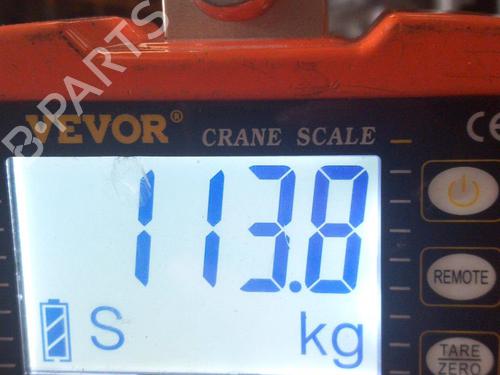 B-PARTS
VEVOR®
CRANE SCALE
CE
113.8
REMOTE
S
kg
TARE
ZERO